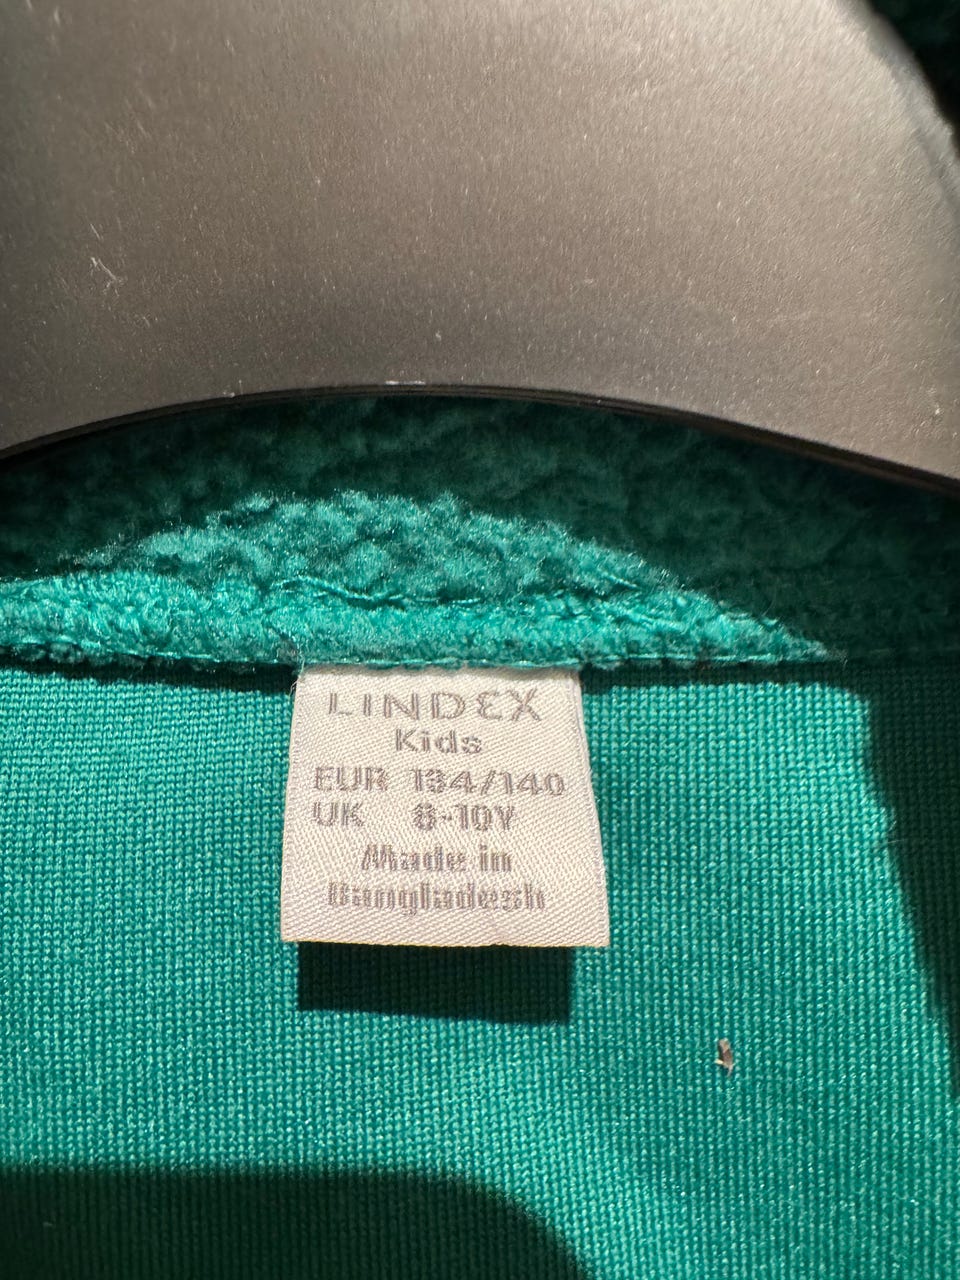 LINDEX
Kids
EUR 134/140
UK 8-10Y
Made in
Bangladesh